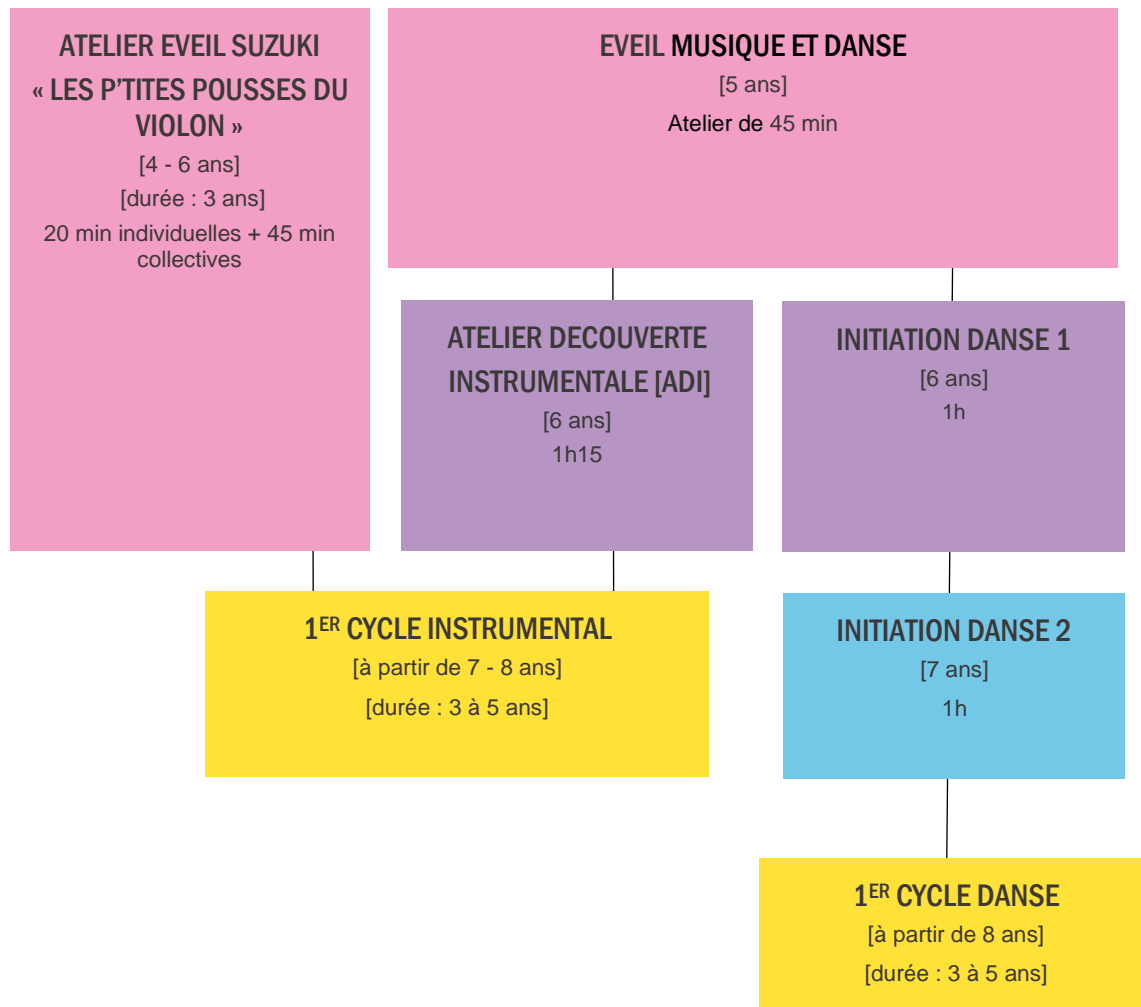 ATELIER EVEIL SUZUKI
« LES P'TITES POUSSES DU
VIOLON »
[4 - 6 ans]
[durée : 3 ans]
20 min individuelles + 45 min
collectives
EVEIL MUSIQUE ET DANSE
[5 ans]
Atelier de 45 min
ATELIER DECOUVERTE
INSTRUMENTALE [ADI]
[6 ans]
1h15
INITIATION DANSE 1
[6 ans]
1h
1ER CYCLE INSTRUMENTAL
[à partir de 7 - 8 ans]
[durée : 3 à 5 ans]
INITIATION DANSE 2
[7 ans]
1h
1ER CYCLE DANSE
[à partir de 8 ans]
[durée : 3 à 5 ans]